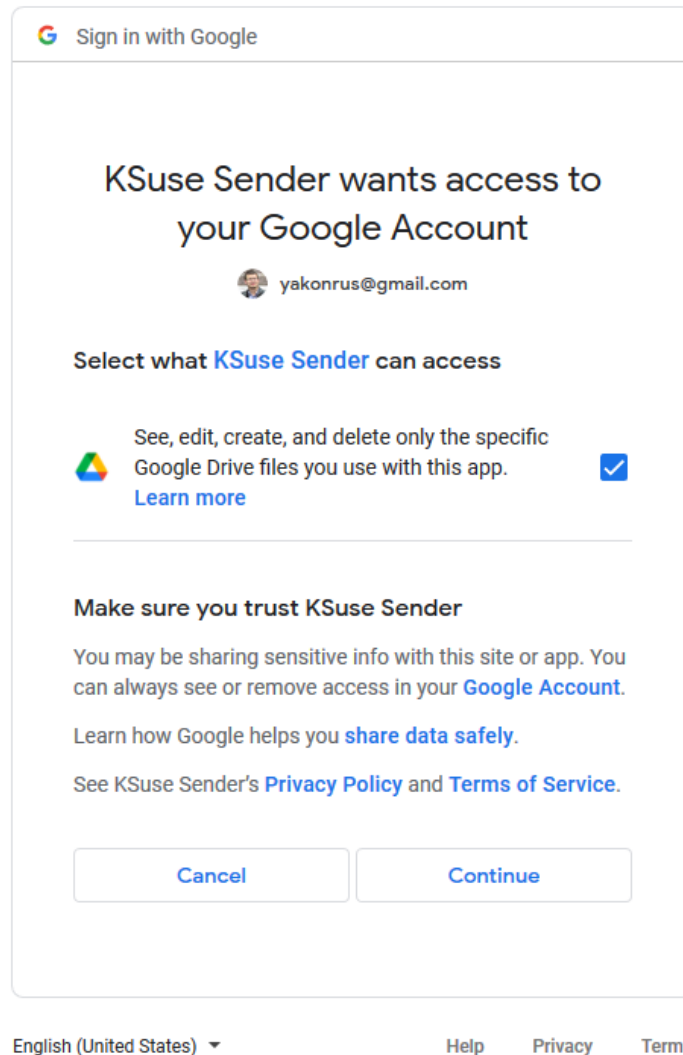 Sign in with Google
KSuse Sender wants access to
your Google Account
yakonrus@gmail.com
Select what KSuse Sender can access
See, edit, create, and delete only the specific
Google Drive files you use with this app.
Learn more
Make sure you trust KSuse Sender
You may be sharing sensitive info with this site or app. You
can always see or remove access in your Google Account.
Learn how Google helps you share data safely.
See KSuse Sender’s Privacy Policy and Terms of Service.
Cancel Continue
English (United States) Help Privacy Term